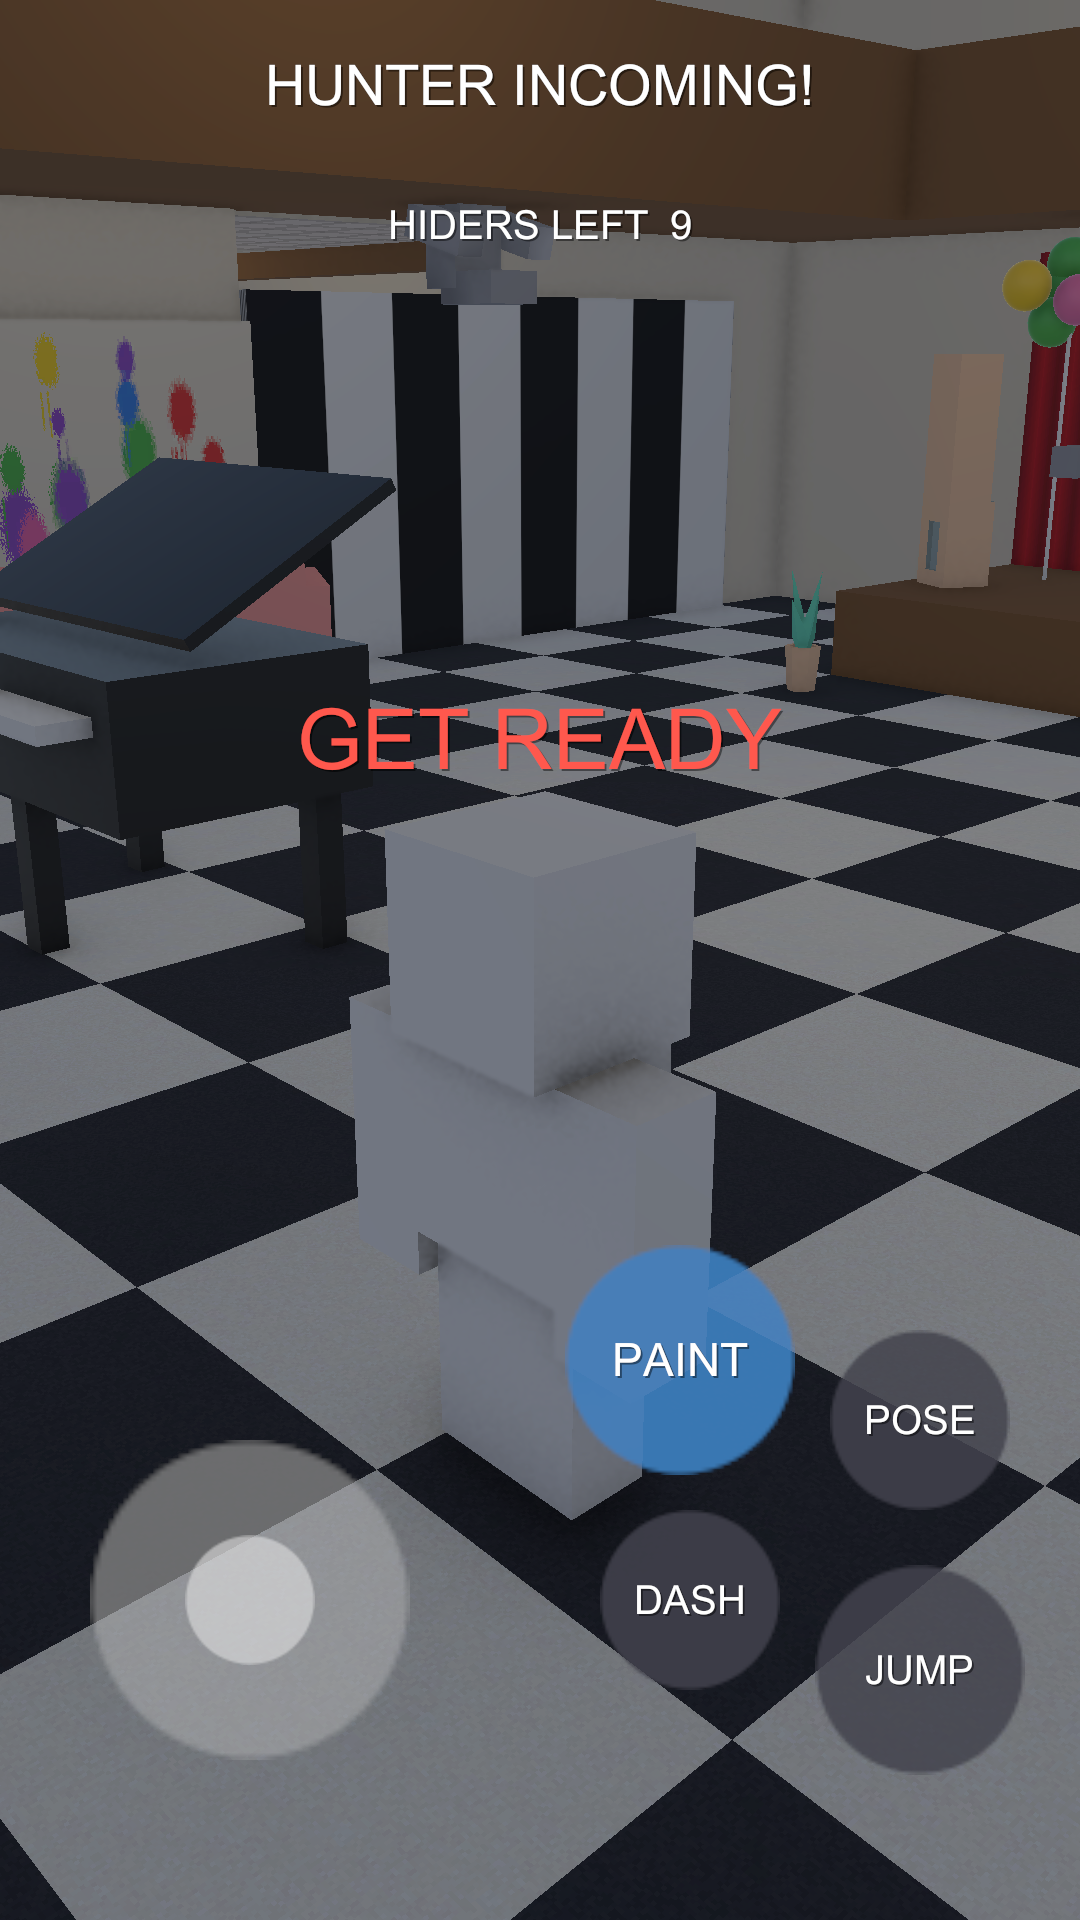 HUNTER INCOMING!
HIDERS LEFT 9
GET READY
PAINT
POSE
DASH
JUMP